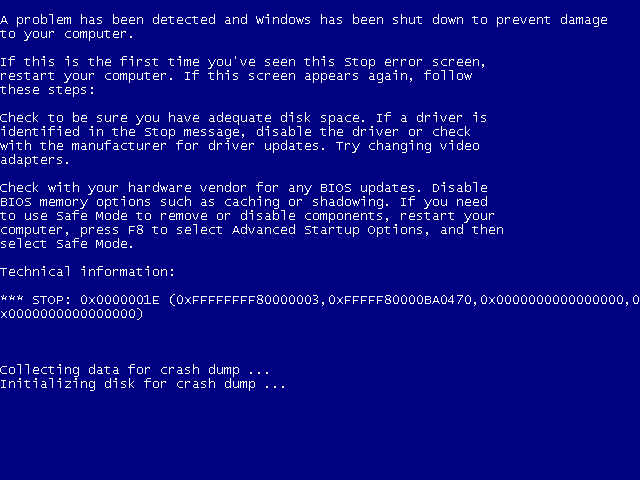 A problem has been detected and Windows has been shut down to prevent damage
to your computer.
If this is the first time you've seen this Stop error screen,
restart your computer. If this screen appears again, follow
these steps:
Check to be sure you have adequate disk space. If a driver is
identified in the Stop message, disable the driver or check
with the manufacturer for driver updates. Try changing video
adapters.
Check with your hardware vendor for any BIOS updates. Disable
BIOS memory options such as caching or shadowing. If you need
to use Safe Mode to remove or disable components, restart your
computer, press F8 to select Advanced Startup Options, and then
select Safe Mode.
Technical information:
*** STOP: 0x0000001E (0xFFFFFFFF80000003,0xFFFFF80000BA0470,0x0000000000000000,0
x0000000000000000)
Collecting data for crash dump ...
Initializing disk for crash dump ...